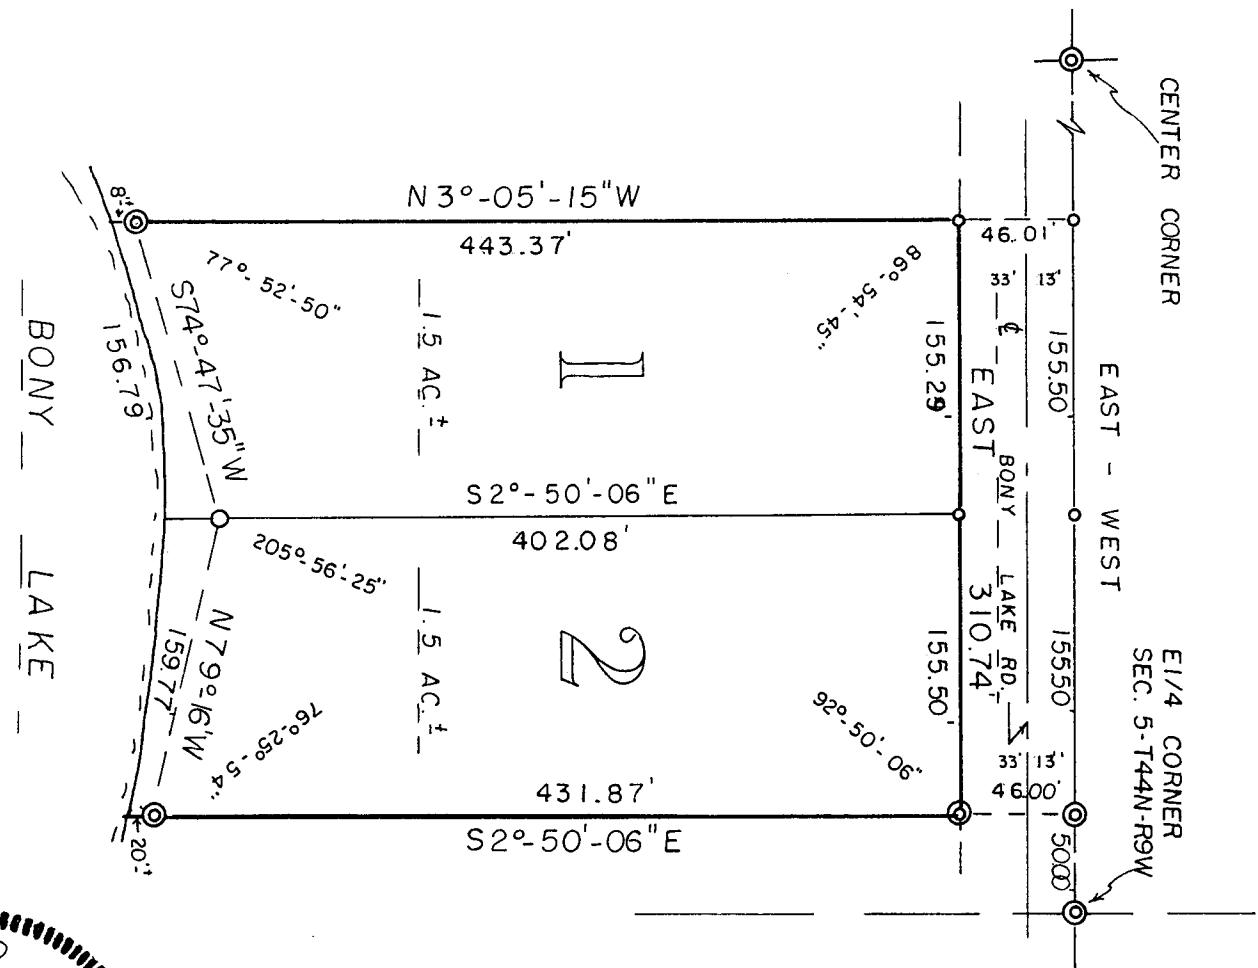 CENTER CORNER
EAST - WEST
E1/4 CORNER
SEC. 5-T44N-R9W
155.50'
155.50'
50.00'
46.01'
33' 13'
33' 13'
46.00'
℄
BONY LAKE RD.
EAST 310.74'
155.29'
155.50'
N 3°-05'-15"W
443.37'
86°-54'-45"
77°-52'-50"
1
1.5 AC.±
S 2°-50'-06"E
402.08'
92°-50'-06"
205°-56'-25"
76°-25'-54"
2
1.5 AC.±
431.87'
S 2°-50'-06"E
S74°-47'-35"W
156.79
N 79°-16'W
159.77'
8'±
20'±
BONY LAKE